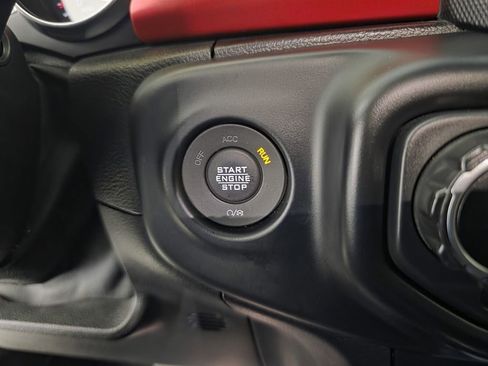 ACC
OFF
RUN
START
ENGINE
STOP